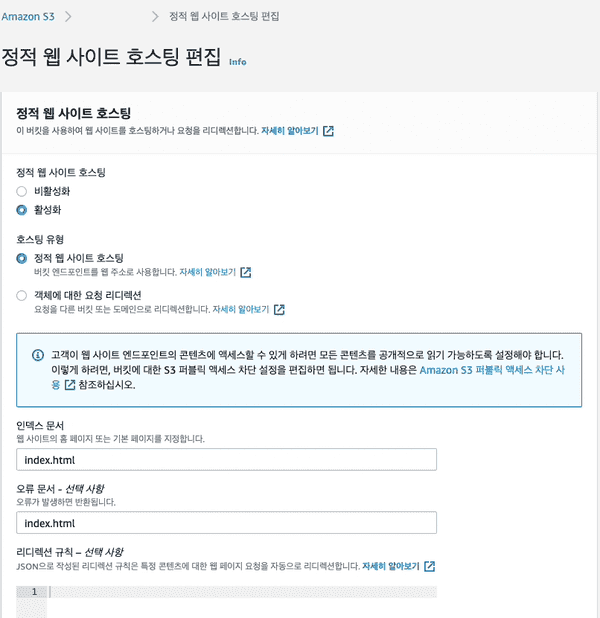 Amazon S3 > > 정적 웹 사이트 호스팅 편집
정적 웹 사이트 호스팅 편집 Info
정적 웹 사이트 호스팅
이 버킷을 사용하여 웹 사이트를 호스팅하거나 요청을 리디렉션합니다. 자세히 알아보기
정적 웹 사이트 호스팅
비활성화
활성화
호스팅 유형
정적 웹 사이트 호스팅
버킷 엔드포인트를 웹 주소로 사용합니다. 자세히 알아보기
객체에 대한 요청 리디렉션
요청을 다른 버킷 또는 도메인으로 리디렉션합니다. 자세히 알아보기
고객이 웹 사이트 엔드포인트의 콘텐츠에 액세스할 수 있게 하려면 모든 콘텐츠를 공개적으로 읽기 가능하도록 설정해야 합니다.
이렇게 하려면, 버킷에 대한 S3 퍼블릭 액세스 차단 설정을 편집하면 됩니다. 자세한 내용은 Amazon S3 퍼블릭 액세스 차단 사
용 참조하십시오.
인덱스 문서
웹 사이트의 홈 페이지 또는 기본 페이지를 지정합니다.
index.html
오류 문서 - 선택 사항
오류가 발생하면 반환됩니다.
index.html
리디렉션 규칙 – 선택 사항
JSON으로 작성된 리디렉션 규칙은 특정 콘텐츠에 대한 웹 페이지 요청을 자동으로 리디렉션합니다. 자세히 알아보기
1